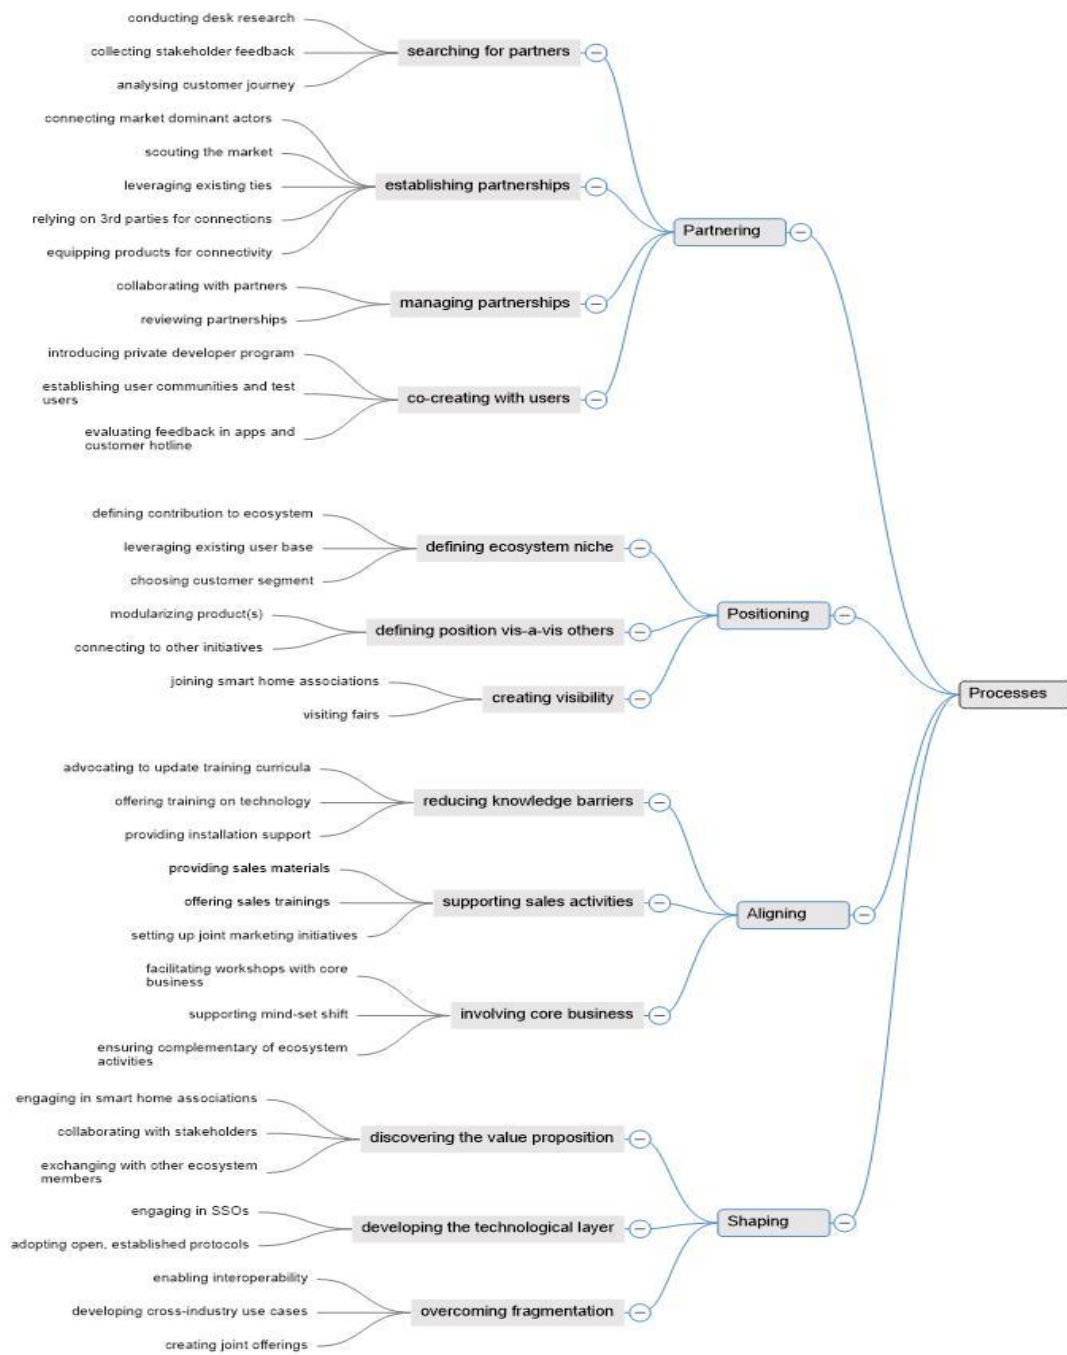 conducting desk research
collecting stakeholder feedback
analysing customer journey
searching for partners
connecting market dominant actors
scouting the market
leveraging existing ties
relying on 3rd parties for connections
equipping products for connectivity
establishing partnerships
collaborating with partners
reviewing partnerships
managing partnerships
introducing private developer program
establishing user communities and test
users
evaluating feedback in apps and
customer hotline
co-creating with users
Partnering
defining contribution to ecosystem
leveraging existing user base
choosing customer segment
defining ecosystem niche
modularizing product(s)
connecting to other initiatives
defining position vis-a-vis others
joining smart home associations
visiting fairs
creating visibility
Positioning
Processes
advocating to update training curricula
offering training on technology
providing installation support
reducing knowledge barriers
providing sales materials
offering sales trainings
setting up joint marketing initiatives
supporting sales activities
facilitating workshops with core
business
supporting mind-set shift
ensuring complementary of ecosystem
activities
involving core business
Aligning
engaging in smart home associations
collaborating with stakeholders
exchanging with other ecosystem
members
discovering the value proposition
engaging in SSOs
adopting open, established protocols
developing the technological layer
enabling interoperability
developing cross-industry use cases
creating joint offerings
overcoming fragmentation
Shaping